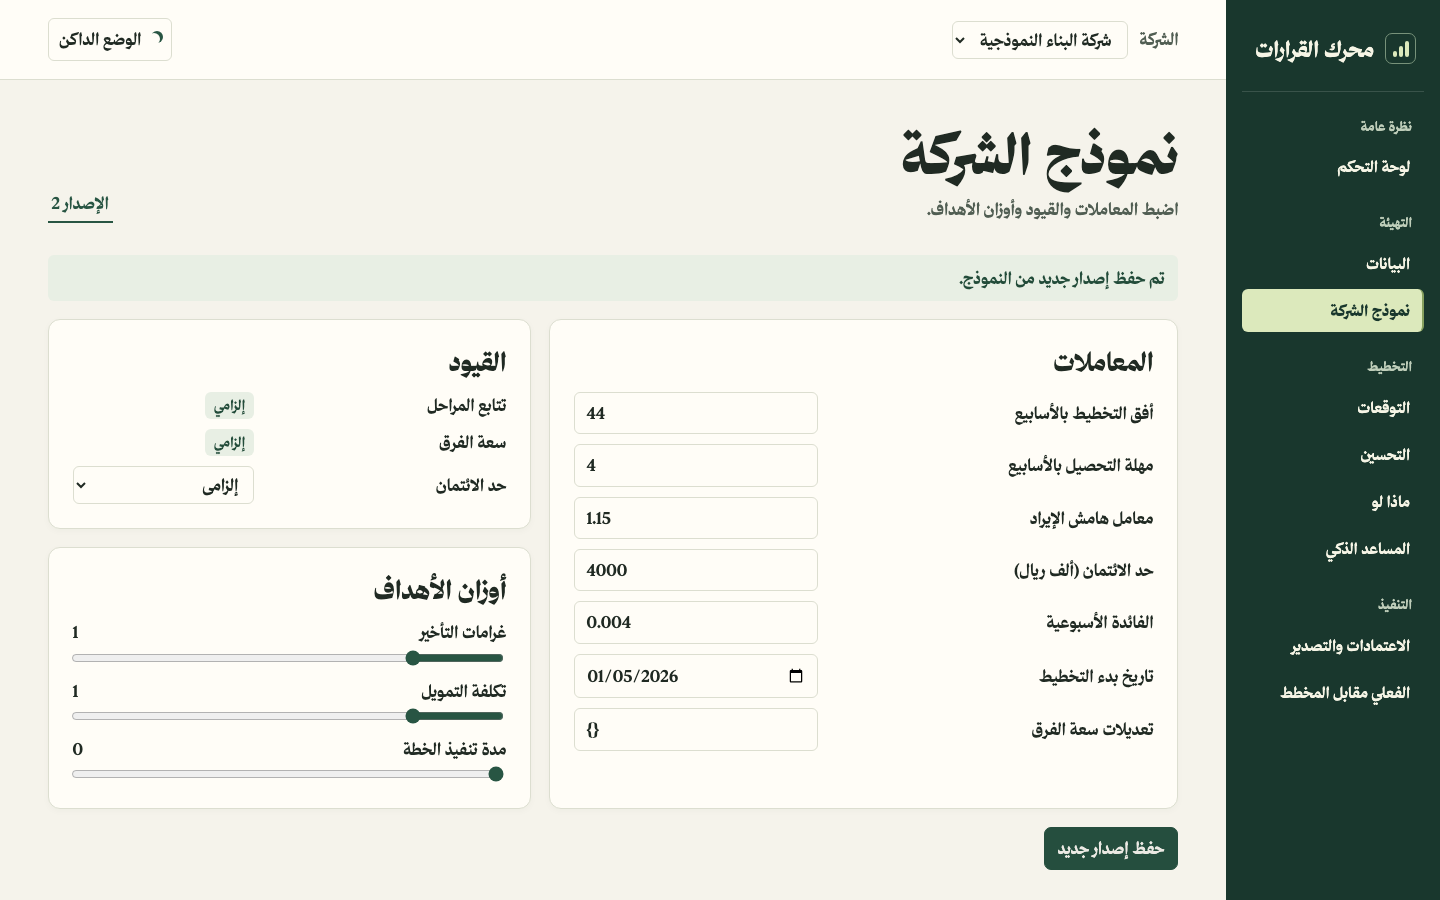 محرك القرارات
نظرة عامة
لوحة التحكم
التهيئة
البيانات
نموذج الشركة
التخطيط
التوقعات
التحسين
ماذا لو
المساعد الذكي
التنفيذ
الاعتمادات والتصدير
الفعلي مقابل المخطط
الشركة
شركة البناء النموذجية
الوضع الداكن
نموذج الشركة
اضبط المعاملات والقيود وأوزان الأهداف.
الإصدار 2
تم حفظ إصدار جديد من النموذج.
المعاملات
أفق التخطيط بالأسابيع
44
مهلة التحصيل بالأسابيع
4
معامل هامش الإيراد
1.15
حد الائتمان (ألف ريال)
4000
الفائدة الأسبوعية
0.004
تاريخ بدء التخطيط
01/05/2026
تعديلات سعة الفرق
{}
القيود
تتابع المراحل
إلزامي
سعة الفرق
إلزامي
حد الائتمان
إلزامي
أوزان الأهداف
غرامات التأخير
1
تكلفة التمويل
1
مدة تنفيذ الخطة
0
حفظ إصدار جديد